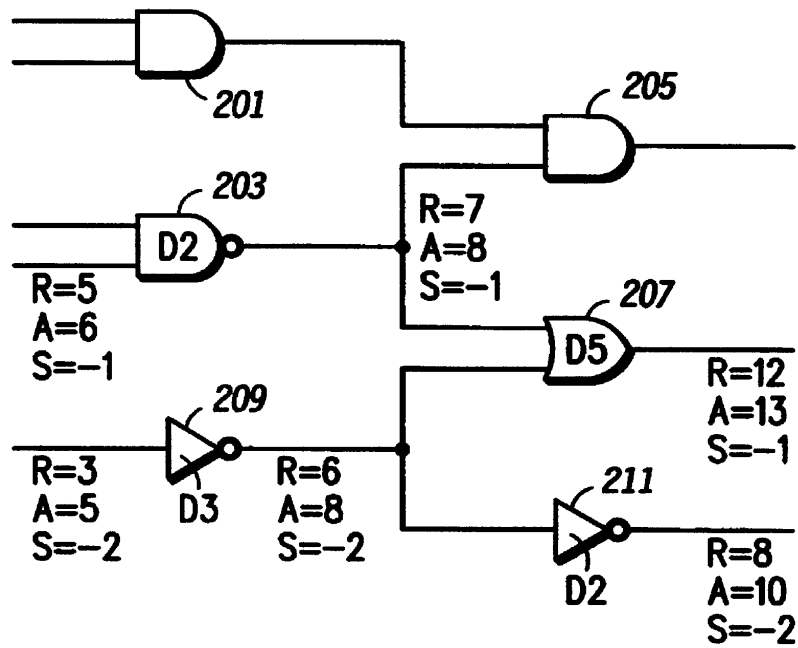 201
205
203
D2
R=7
A=8
S=-1
R=5
A=6
S=-1
207
D5
R=12
A=13
S=-1
209
D3
R=3
A=5
S=-2
R=6
A=8
S=-2
211
D2
R=8
A=10
S=-2